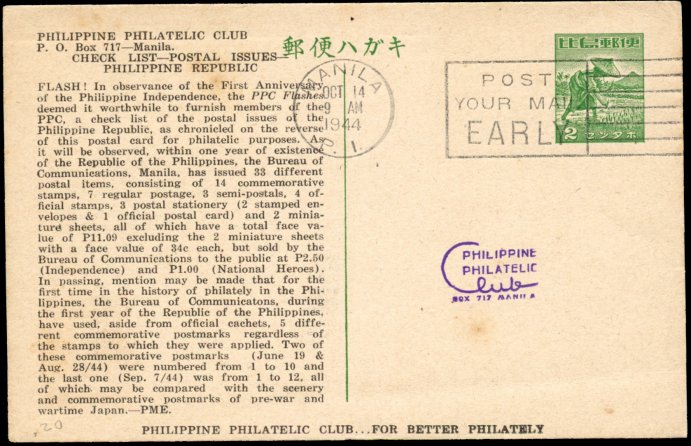 PHILIPPINE PHILATELIC CLUB
P. O. Box 717—Manila.
CHECK LIST—POSTAL ISSUES—
PHILIPPINE REPUBLIC
FLASH! In observance of the First Anniversary
of the Philippine Independence, the PPC Flashes
deemed it worthwhile to furnish members of the
PPC, a check list of the postal issues of the
Philippine Republic, as chronicled on the reverse
of this postal card for philatelic purposes. As
it will be observed, within one year of existence
of the Republic of the Philippines, the Bureau of
Communications, Manila, has issued 33 different
postal items, consisting of 14 commemorative
stamps, 7 regular postage, 3 semi-postals, 4 of-
ficial stamps, 3 postal stationery (2 stamped en-
velopes & 1 official postal card) and 2 minia-
ture sheets, all of which have a total face va-
lue of P11.09 excluding the 2 miniature sheets
with a face value of 34c each, but sold by the
Bureau of Communications to the public at P2.50
(Independence) and P1.00 (National Heroes).
In passing, mention may be made that for the
first time in the history of philately in the Phi-
lippines, the Bureau of Communicatons, during
the first year of the Republic of the Philippines,
have used, aside from official cachets, 5 diffe-
rent commemorative postmarks regardless of
the stamps to which they were applied. Two of
these commemorative postmarks (June 19 &
Aug. 28/44) were numbered from 1 to 10 and
the last one (Sep. 7/44) was from 1 to 12, all
of which may be compared with the scenery
and commemorative postmarks of pre-war and
wartime Japan.—PME.
郵便ハガキ
MANILA
OCT 14
9 AM
1944
P. I.
POST
YOUR MAIL
EARLY
比島郵便
2 センタボ
PHILIPPINE
PHILATELIC
Club
BOX 717 MANILA
PHILIPPINE PHILATELIC CLUB...FOR BETTER PHILATELY
20